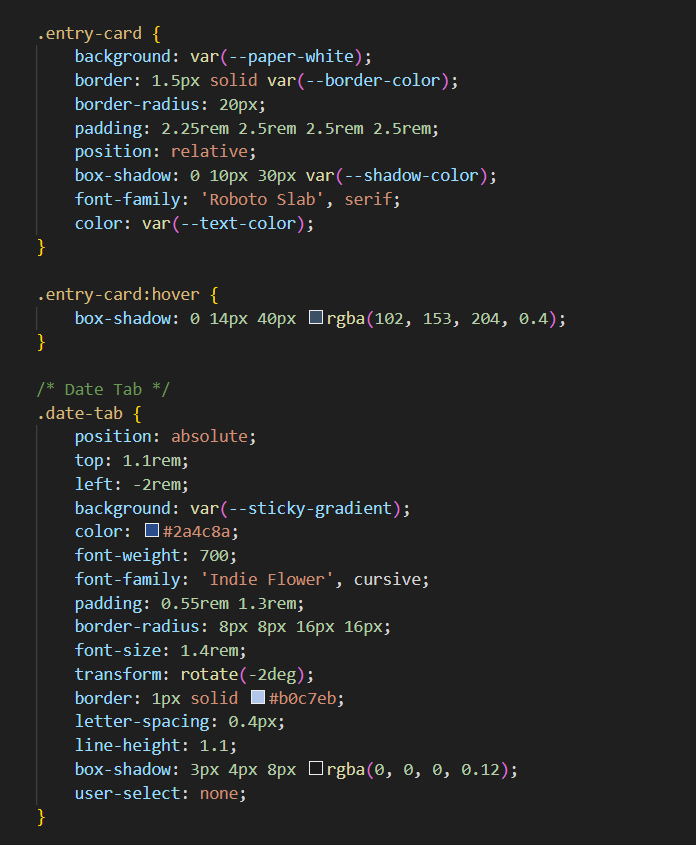 .entry-card {
    background: var(--paper-white);
    border: 1.5px solid var(--border-color);
    border-radius: 20px;
    padding: 2.25rem 2.5rem 2.5rem 2.5rem;
    position: relative;
    box-shadow: 0 10px 30px var(--shadow-color);
    font-family: 'Roboto Slab', serif;
    color: var(--text-color);
}

.entry-card:hover {
    box-shadow: 0 14px 40px rgba(102, 153, 204, 0.4);
}

/* Date Tab */
.date-tab {
    position: absolute;
    top: 1.1rem;
    left: -2rem;
    background: var(--sticky-gradient);
    color: #2a4c8a;
    font-weight: 700;
    font-family: 'Indie Flower', cursive;
    padding: 0.55rem 1.3rem;
    border-radius: 8px 8px 16px 16px;
    font-size: 1.4rem;
    transform: rotate(-2deg);
    border: 1px solid #b0c7eb;
    letter-spacing: 0.4px;
    line-height: 1.1;
    box-shadow: 3px 4px 8px rgba(0, 0, 0, 0.12);
    user-select: none;
}